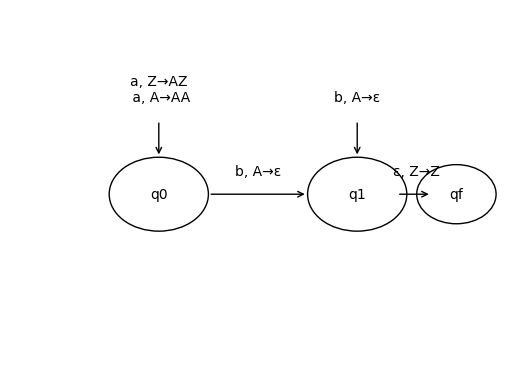 a, Z→AZ
a, A→AA
b, A→ε
b, A→ε
ε, Z→Z
q0
q1
qf